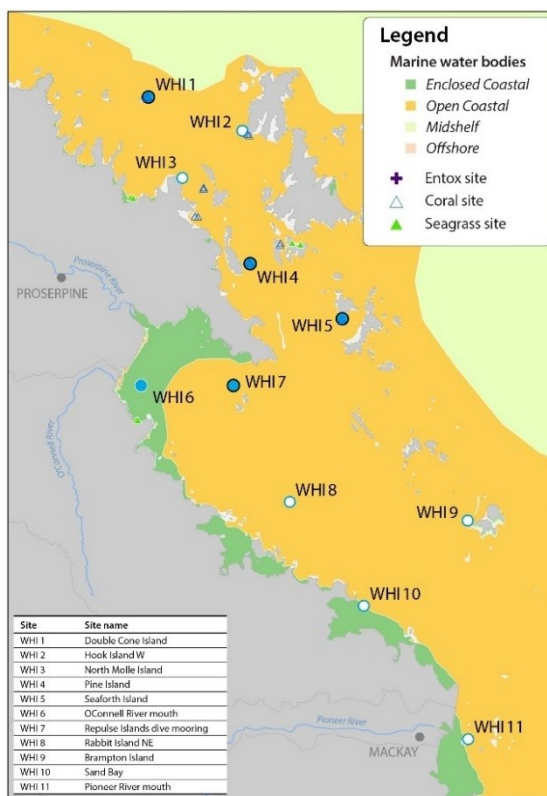 Legend
Marine water bodies
Enclosed Coastal
Open Coastal
Midshelf
Offshore
Entox site
Coral site
Seagrass site
WHI 1
WHI 2
WHI 3
WHI 4
WHI 5
WHI 6
WHI 7
WHI 8
WHI 9
WHI 10
WHI 11
Proserpine River
PROSERPINE
O'Connell River
Pioneer River
MACKAY
Site Site name
WHI 1 Double Cone Island
WHI 2 Hook Island W
WHI 3 North Molle Island
WHI 4 Pine Island
WHI 5 Seaforth Island
WHI 6 OConnell River mouth
WHI 7 Repulse Islands dive mooring
WHI 8 Rabbit Island NE
WHI 9 Brampton Island
WHI 10 Sand Bay
WHI 11 Pioneer River mouth